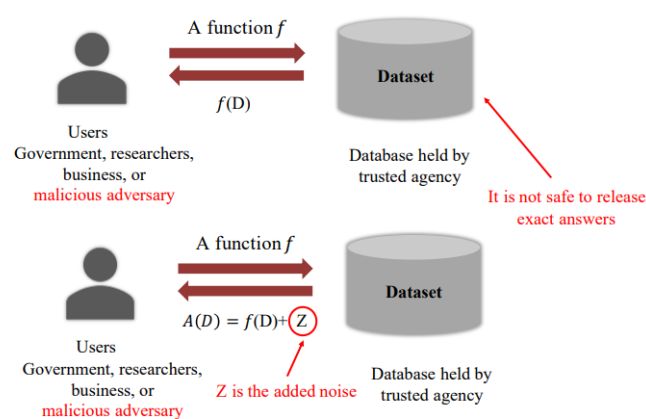 A function f
Dataset
f(D)
Users
Government, researchers,
business, or
malicious adversary
Database held by
trusted agency
It is not safe to release
exact answers
A function f
Dataset
A(D) = f(D)+ Z
Users
Government, researchers,
business, or
malicious adversary
Z is the added noise
Database held by
trusted agency